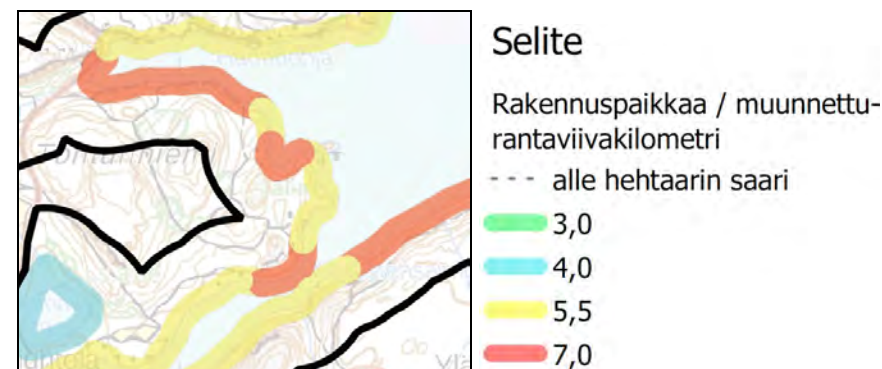 Selite
Rakennuspaikkaa / muunnettu-
rantaviivakilometri
alle hehtaarin saari
3,0
4,0
5,5
7,0